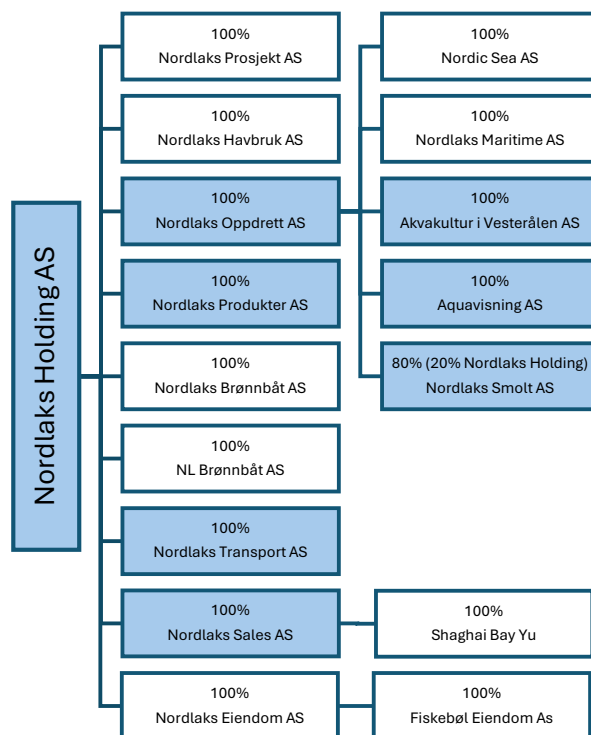 Nordlaks Holding AS
100%
Nordlaks Prosjekt AS
100%
Nordlaks Havbruk AS
100%
Nordlaks Oppdrett AS
100%
Nordlaks Produkter AS
100%
Nordlaks Brønnbåt AS
100%
NL Brønnbåt AS
100%
Nordlaks Transport AS
100%
Nordlaks Sales AS
100%
Nordlaks Eiendom AS
100%
Nordic Sea AS
100%
Nordlaks Maritime AS
100%
Akvakultur i Vesterålen AS
100%
Aquavisning AS
80% (20% Nordlaks Holding)
Nordlaks Smolt AS
100%
Shaghai Bay Yu
100%
Fiskebøl Eiendom As